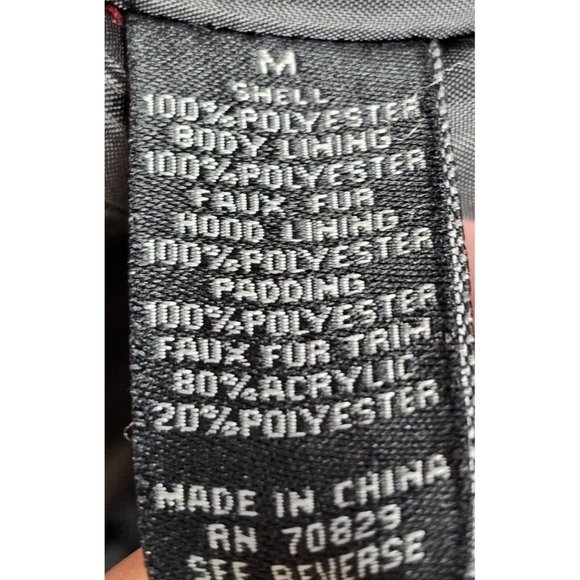 M
SHELL
100%POLYESTER
BODY LINING
100%POLYESTER
FAUX FUR
HOOD LINING
100%POLYESTER
PADDING
100%POLYESTER
FAUX FUR TRIM
80%ACRYLIC
20%POLYESTER
MADE IN CHINA
RN 70829
SEE REVERSE